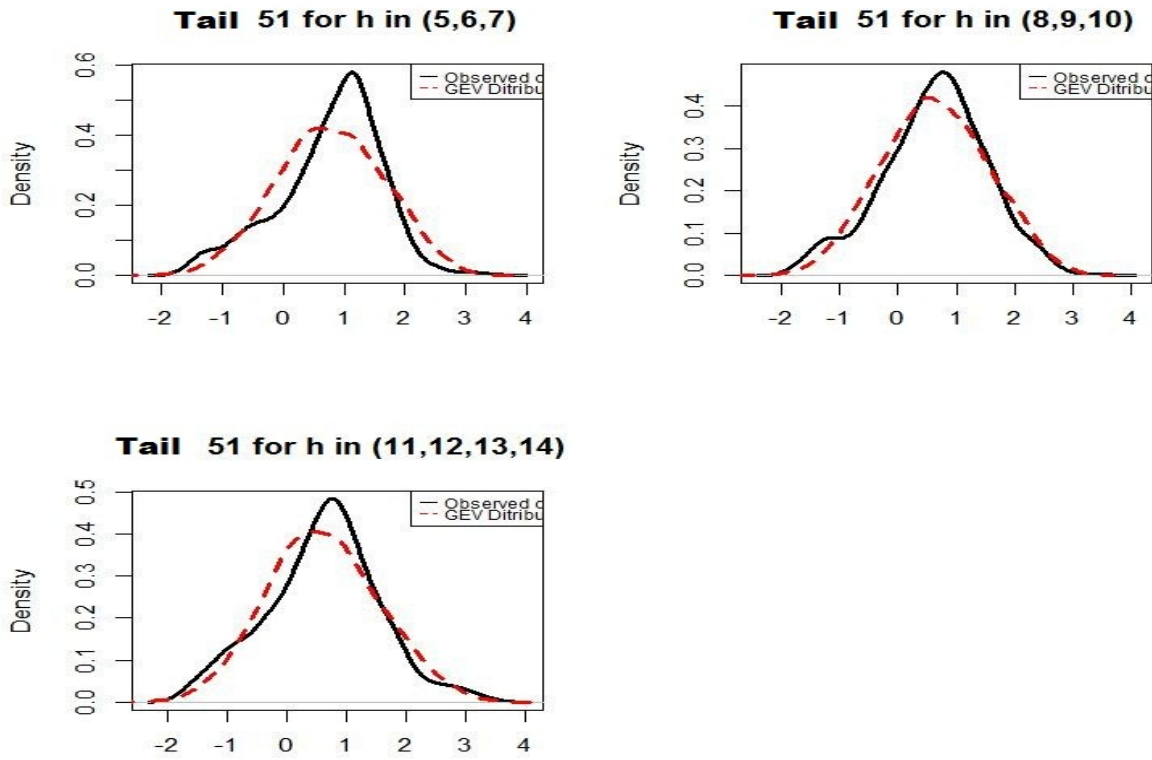 Tail 51 for h in (5,6,7)
Observed
GEV Ditribu
Density
0.0 0.2 0.4 0.6
-2 -1 0 1 2 3 4
Tail 51 for h in (8,9,10)
Observed
GEV Ditribu
Density
0.0 0.1 0.2 0.3 0.4
-2 -1 0 1 2 3 4
Tail 51 for h in (11,12,13,14)
Observed
GEV Ditribu
Density
0.0 0.1 0.2 0.3 0.4 0.5
-2 -1 0 1 2 3 4